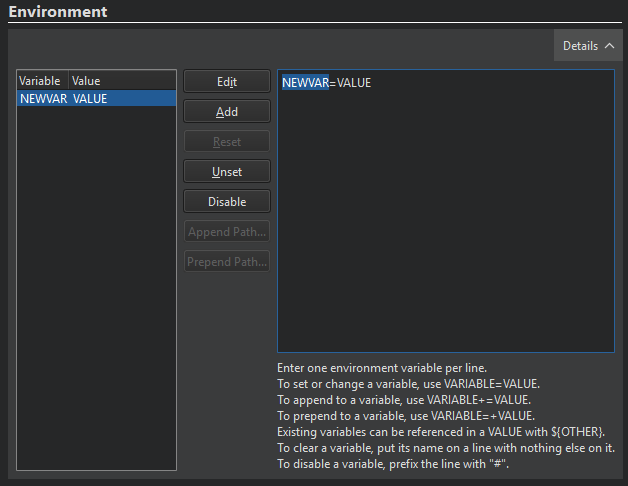 Environment
Details
Variable Value
NEWVAR VALUE
Edit
Add
Reset
Unset
Disable
Append Path...
Prepend Path...
NEWVAR=VALUE
Enter one environment variable per line.
To set or change a variable, use VARIABLE=VALUE.
To append to a variable, use VARIABLE+=VALUE.
To prepend to a variable, use VARIABLE=+VALUE.
Existing variables can be referenced in a VALUE with ${OTHER}.
To clear a variable, put its name on a line with nothing else on it.
To disable a variable, prefix the line with "#".